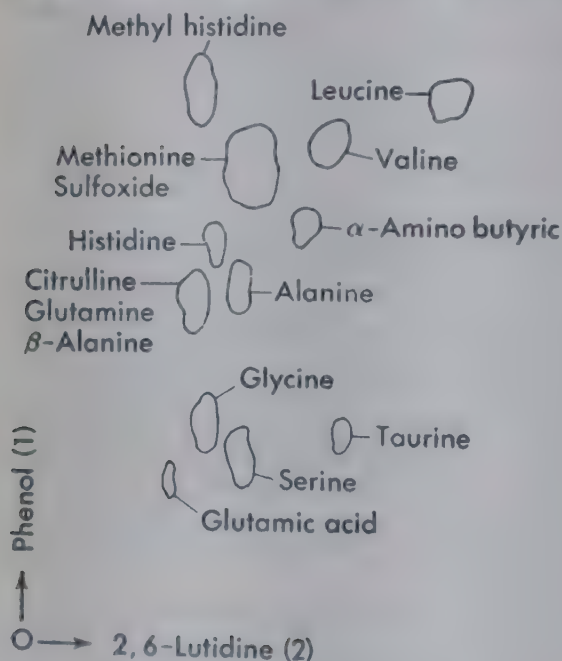 Methyl histidine
Leucine
Methionine
Sulfoxide
Valine
Histidine
α-Amino butyric
Citrulline
Glutamine
β-Alanine
Alanine
Glycine
Taurine
Serine
Glutamic acid
Phenol (1)
O
2, 6-Lutidine (2)